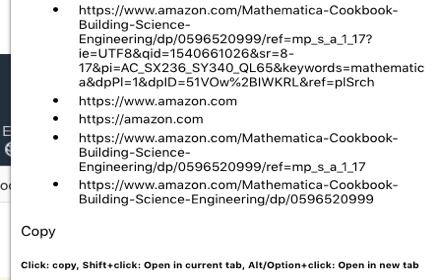 • https://www.amazon.com/Mathematica-Cookbook-
Building-Science-
Engineering/dp/0596520999/ref=mp_s_a_1_17?
ie=UTF8&qid=1540661026&sr=8-
17&pi=AC_SX236_SY340_QL65&keywords=mathematic
a&dpPl=1&dpID=51VOw%2BIWKRL&ref=plSrch
• https://www.amazon.com
• https://amazon.com
• https://www.amazon.com/Mathematica-Cookbook-
Building-Science-
Engineering/dp/0596520999/ref=mp_s_a_1_17
• https://www.amazon.com/Mathematica-Cookbook-
Building-Science-Engineering/dp/0596520999
Copy
Click: copy, Shift+click: Open in current tab, Alt/Option+click: Open in new tab